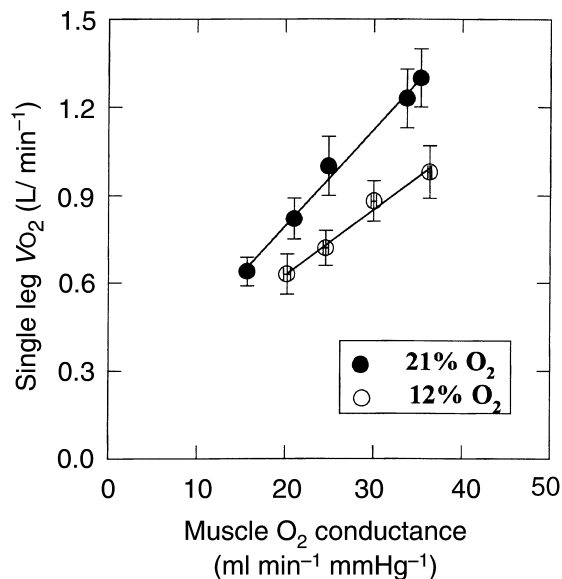 1.5
1.2
0.9
0.6
0.3
0.0
Single leg VO₂ (L/ min⁻¹)
21% O₂
12% O₂
0 10 20 30 40 50
Muscle O₂ conductance
(ml min⁻¹ mmHg⁻¹)